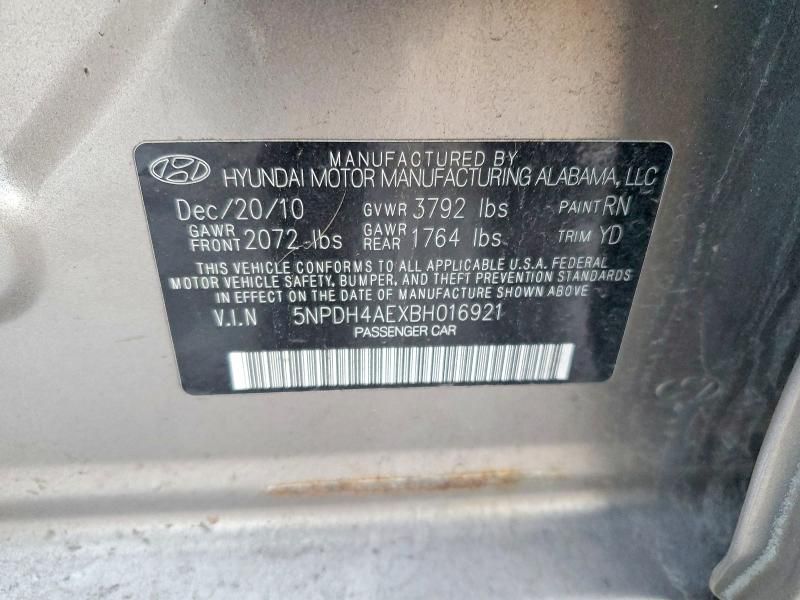 MANUFACTURED BY
HYUNDAI MOTOR MANUFACTURING ALABAMA, LLC
Dec/20/10 GVWR 3792 lbs PAINT RN
GAWR FRONT 2072 lbs GAWR REAR 1764 lbs TRIM YD
THIS VEHICLE CONFORMS TO ALL APPLICABLE U.S.A. FEDERAL
MOTOR VEHICLE SAFETY, BUMPER, AND THEFT PREVENTION STANDARDS
IN EFFECT ON THE DATE OF MANUFACTURE SHOWN ABOVE.
V.I.N 5NPDH4AEXBH016921
PASSENGER CAR